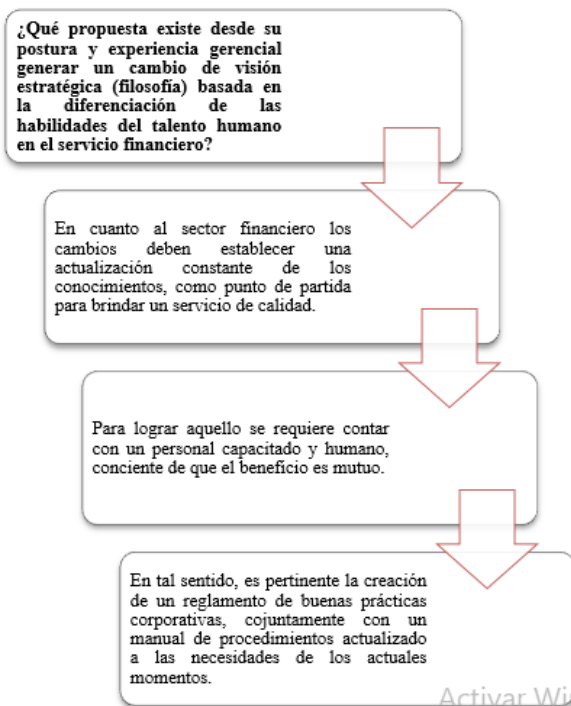 ¿Qué propuesta existe desde su
postura y experiencia gerencial
generar un cambio de visión
estratégica (filosofía) basada en
la diferenciación de las
habilidades del talento humano
en el servicio financiero?
En cuanto al sector financiero los
cambios deben establecer una
actualización constante de los
conocimientos, como punto de partida
para brindar un servicio de calidad.
Para lograr aquello se requiere contar
con un personal capacitado y humano,
conciente de que el beneficio es mutuo.
En tal sentido, es pertinente la creación
de un reglamento de buenas prácticas
corporativas, cojuntamente con un
manual de procedimientos actualizado
a las necesidades de los actuales
momentos.
Activar Wi